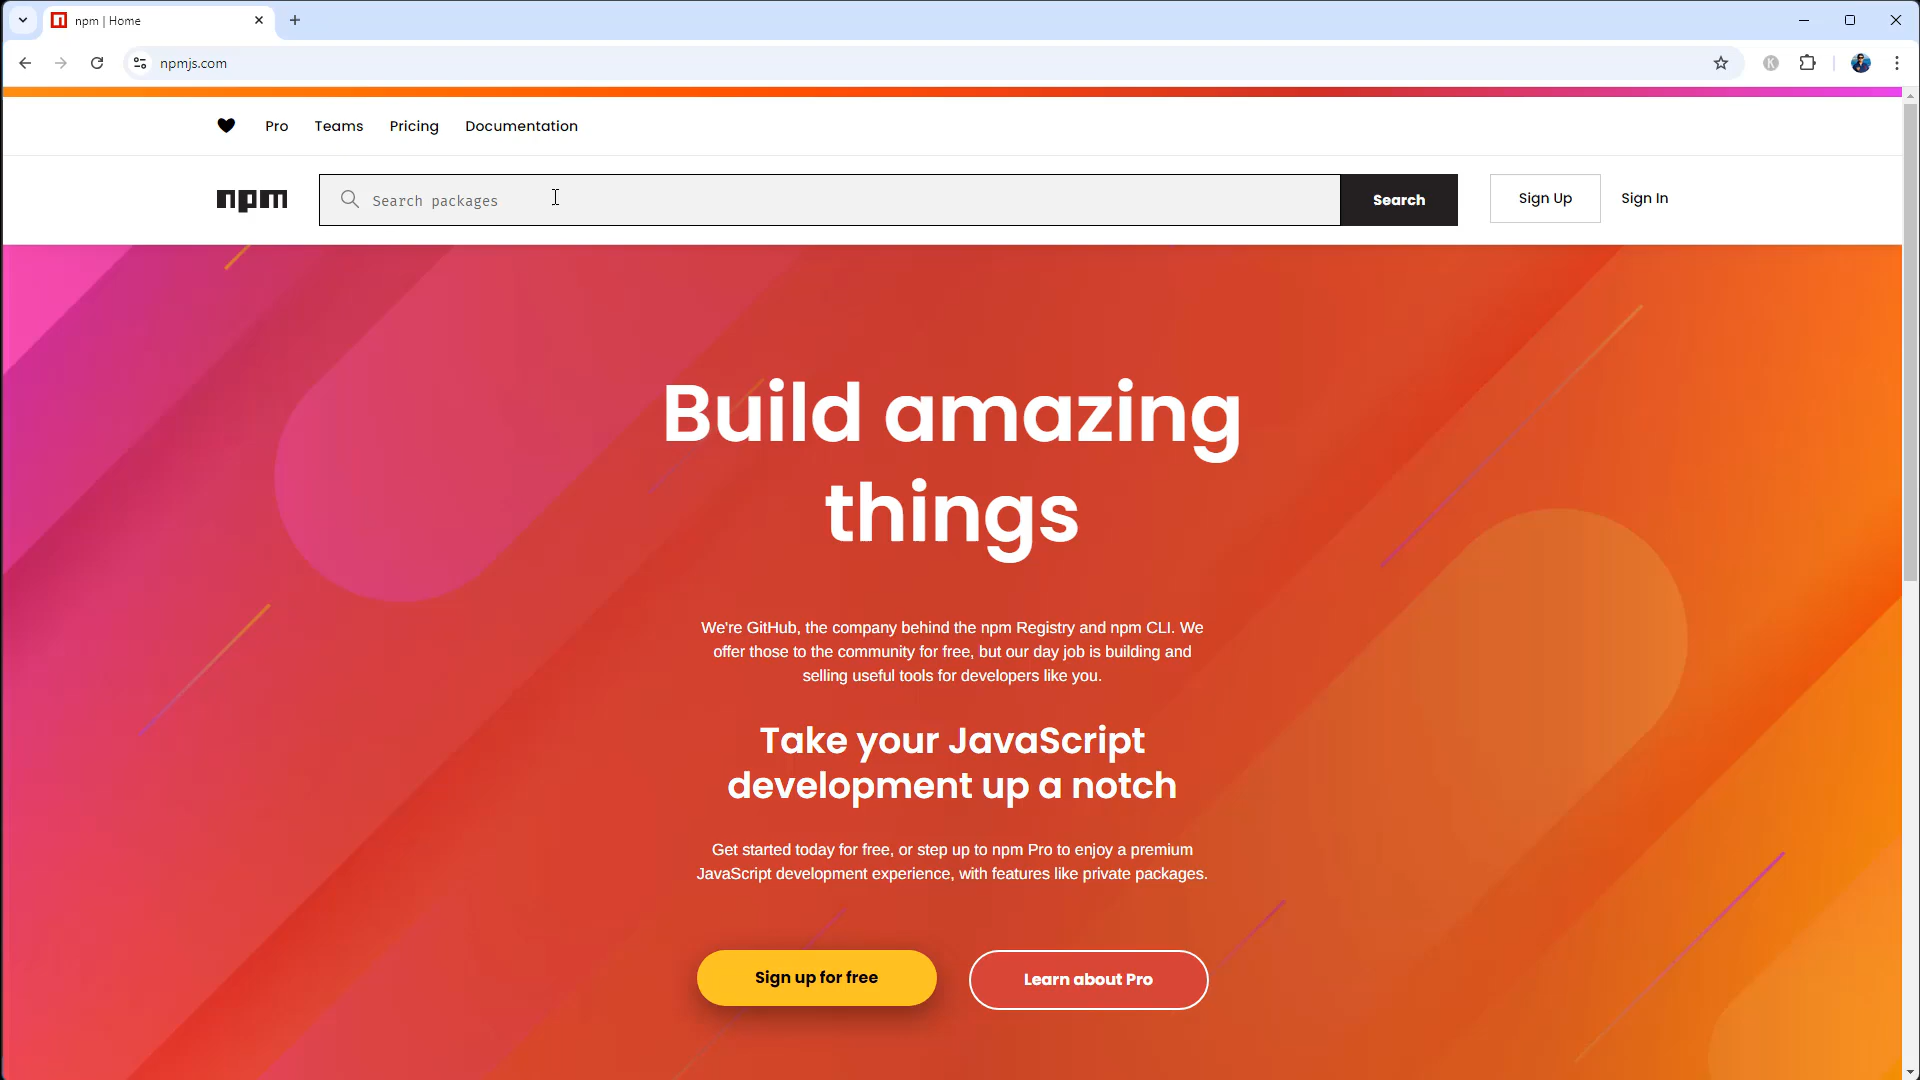 npm | Home
npmjs.com
K
Pro
Teams
Pricing
Documentation
npm
Search packages
Search
Sign Up
Sign In
Build amazing
things
We're GitHub, the company behind the npm Registry and npm CLI. We
offer those to the community for free, but our day job is building and
selling useful tools for developers like you.
Take your JavaScript
development up a notch
Get started today for free, or step up to npm Pro to enjoy a premium
JavaScript development experience, with features like private packages.
Sign up for free
Learn about Pro